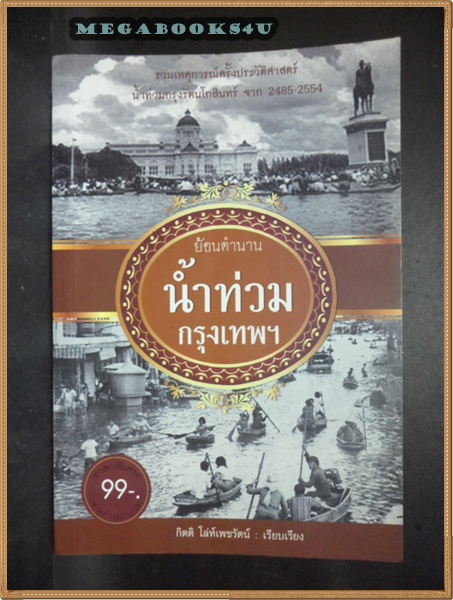 MEGABOOKS4U
รวมเหตุการณ์ครั้งประวัติศาสตร์
น้ำท่วมกรุงรัตนโกสินทร์ จาก 2485-2554
ย้อนตำนาน
น้ำท่วม
กรุงเทพฯ
99-.
กิตติ โล่ห์เพชรัตน์ : เรียบเรียง